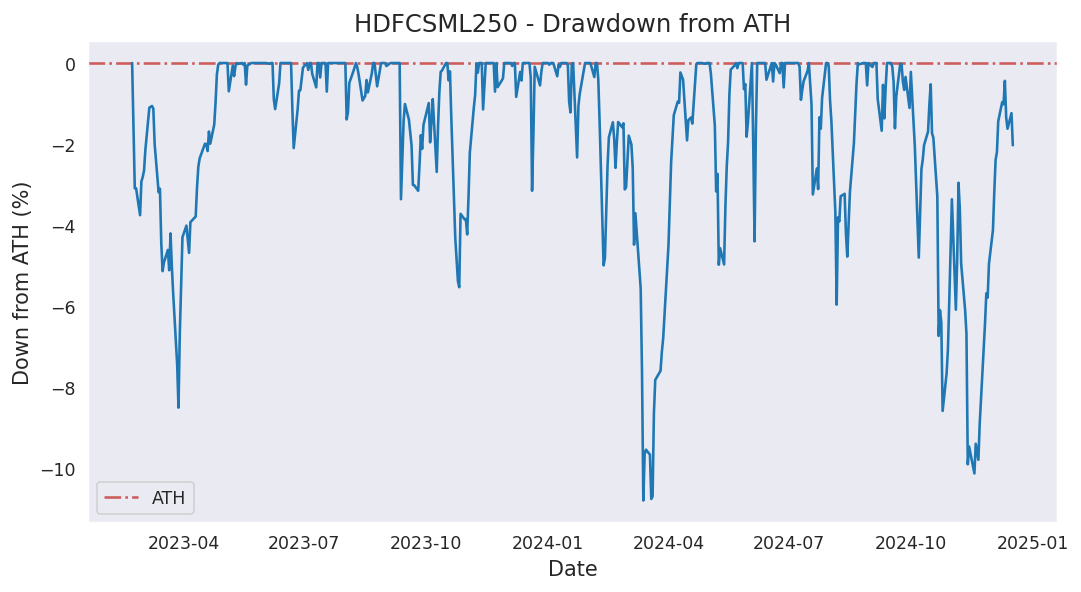 HDFCSML250 - Drawdown from ATH
Down from ATH (%)
0
−2
−4
−6
−8
−10
ATH
2023-04 2023-07 2023-10 2024-01 2024-04 2024-07 2024-10 2025-01
Date